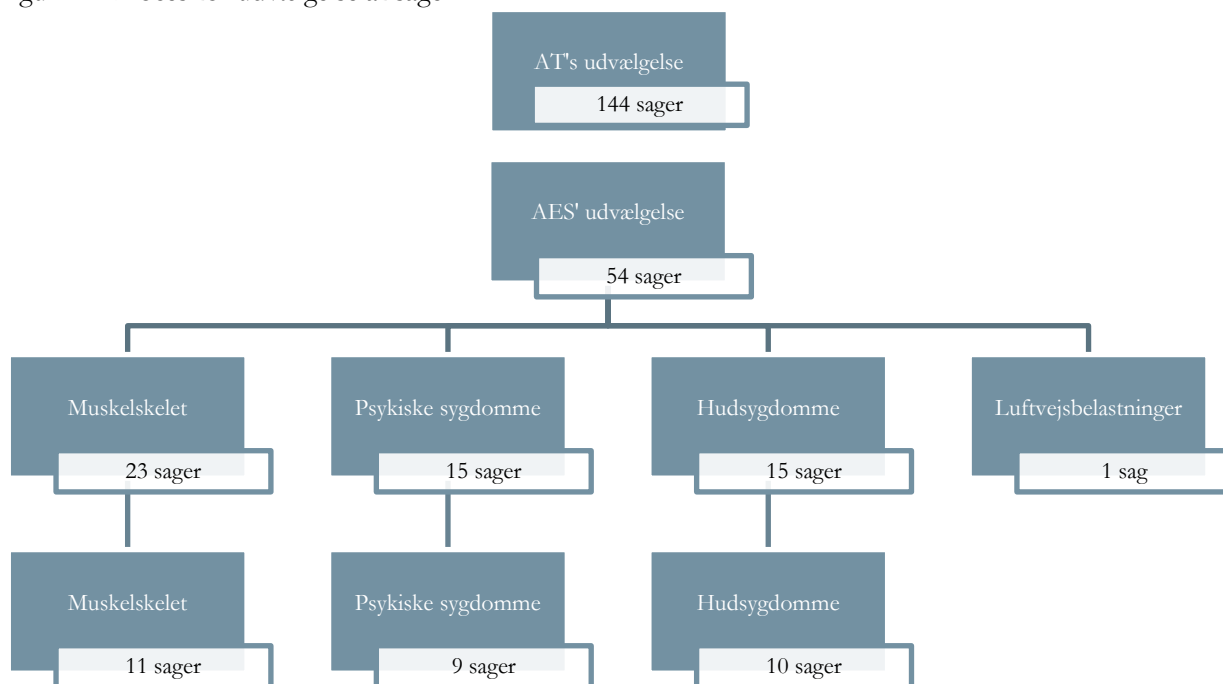 AT's udvælgelse
144 sager
AES' udvælgelse
54 sager
Muskelskelet
Psykiske sygdomme
Hudsygdomme
Luftvejsbelastninger
23 sager
15 sager
15 sager
1 sag
Muskelskelet
Psykiske sygdomme
Hudsygdomme
11 sager
9 sager
10 sager